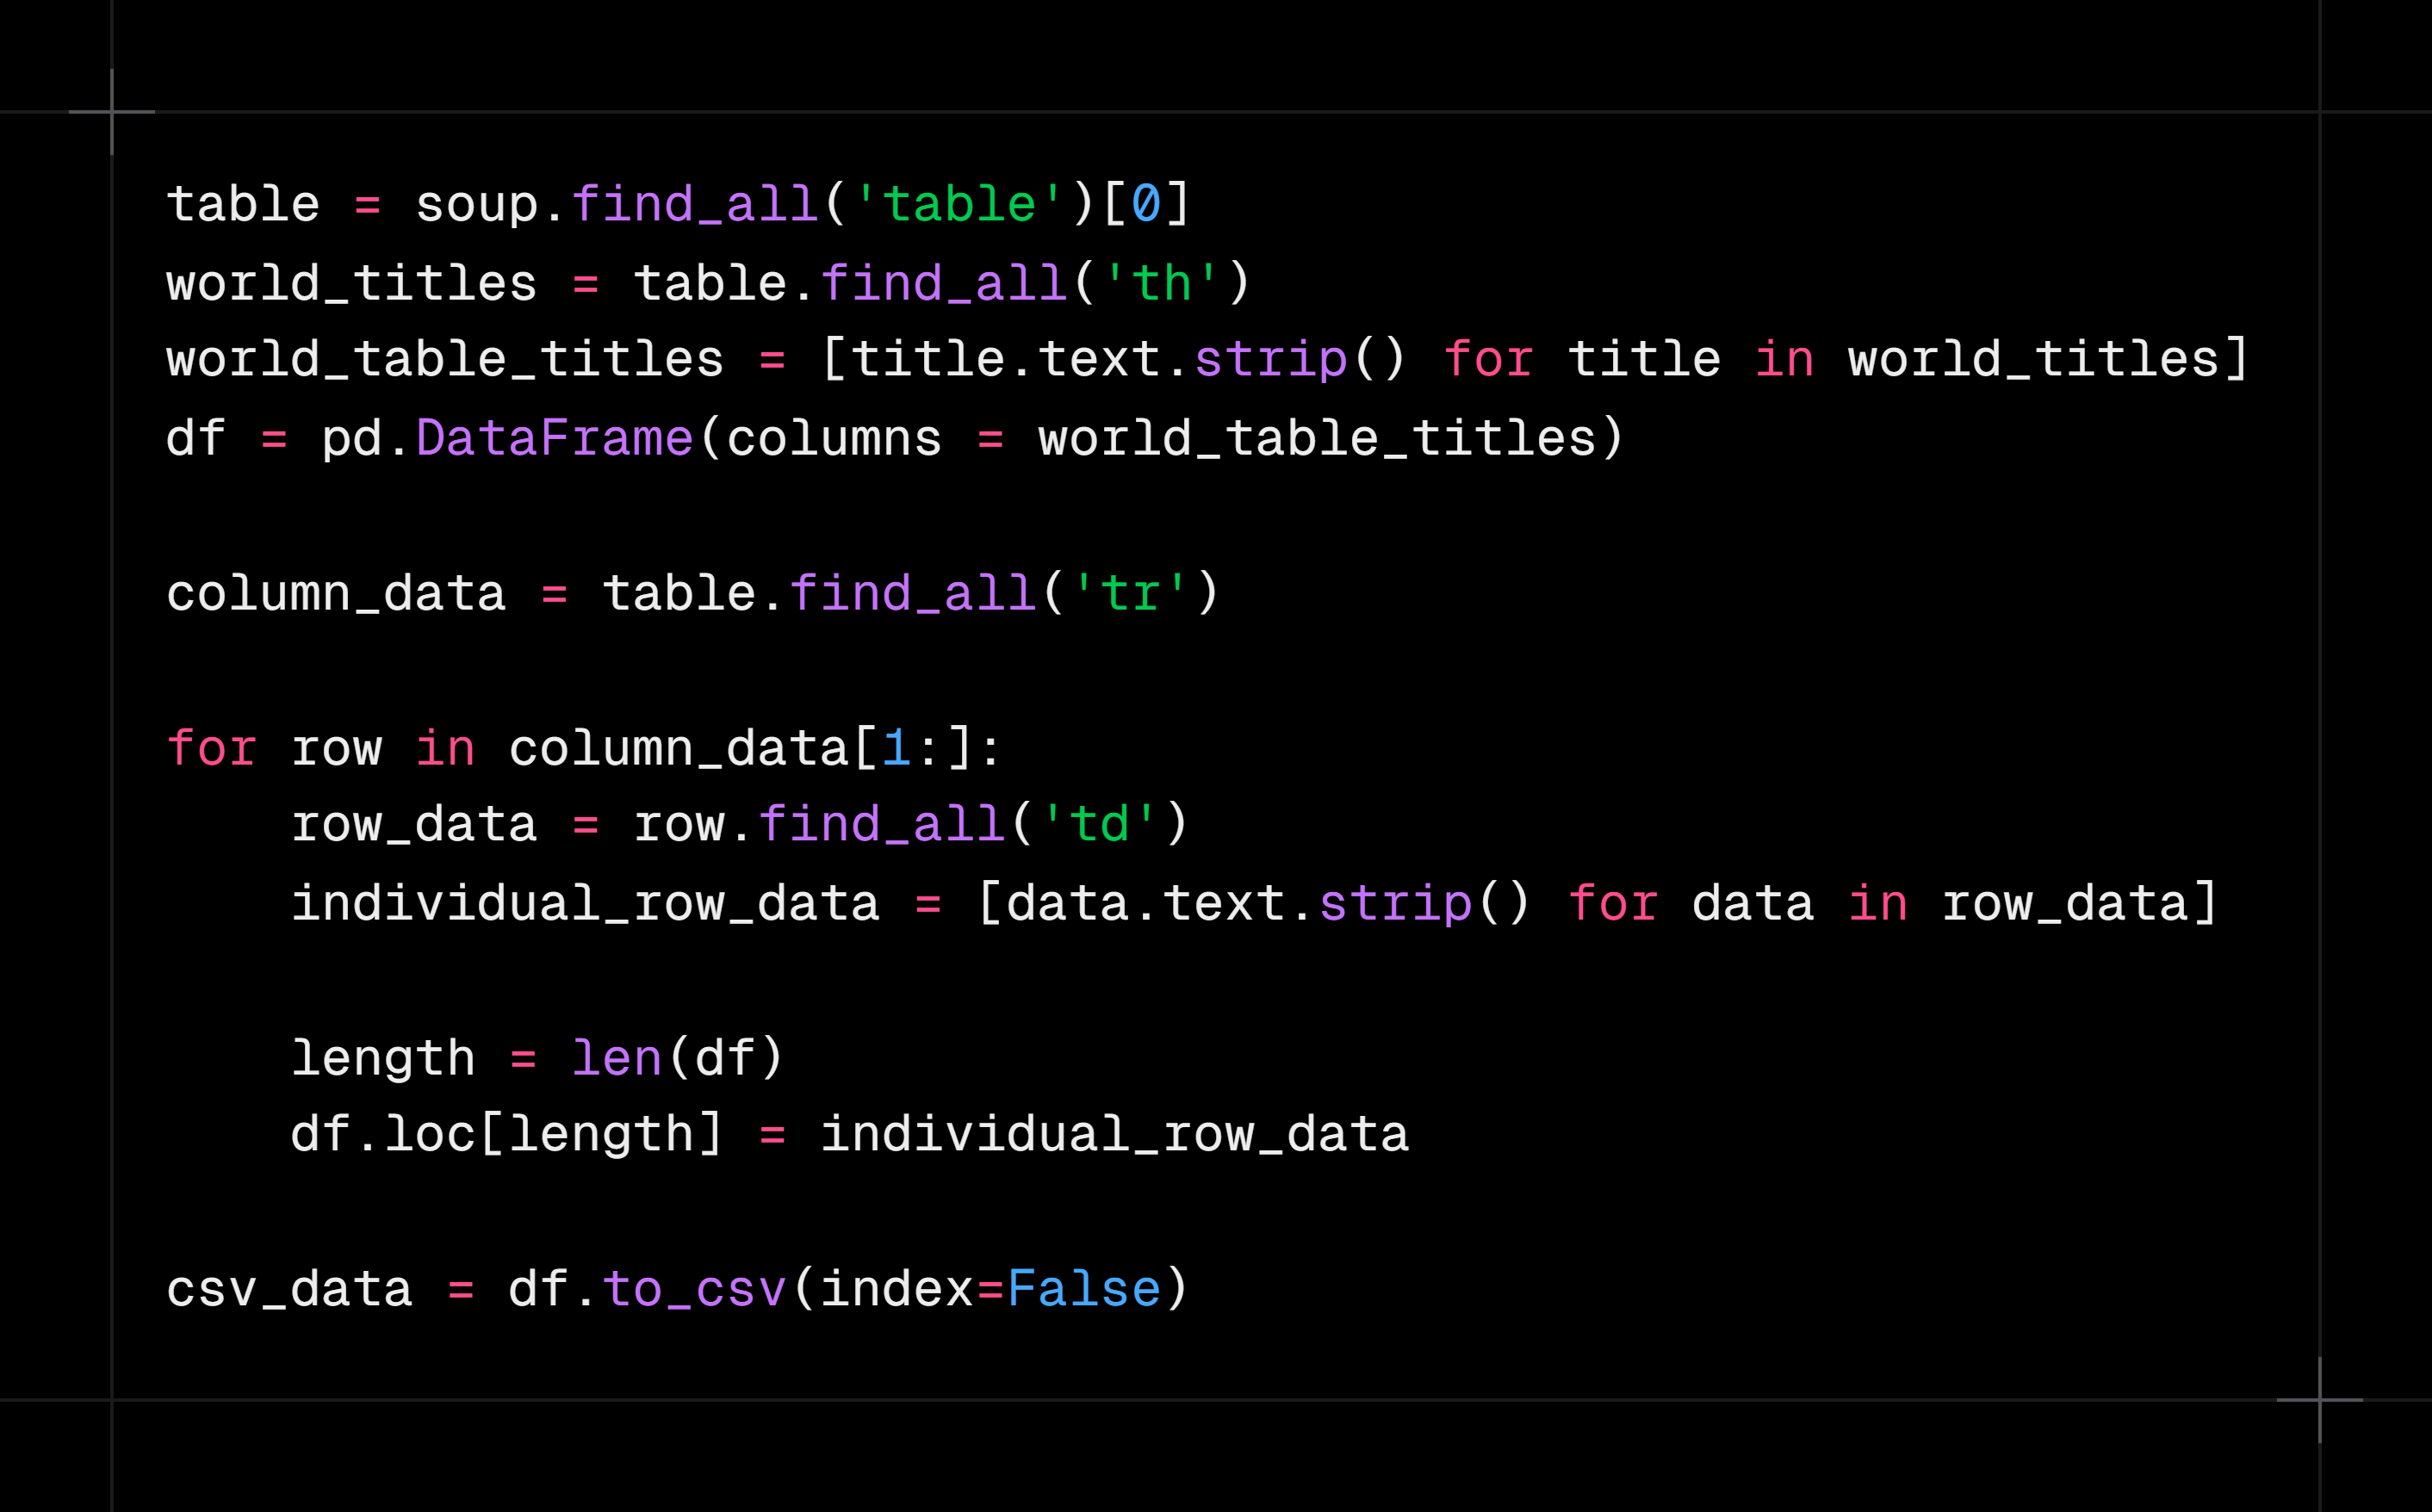 table = soup.find_all('table')[0]
world_titles = table.find_all('th')
world_table_titles = [title.text.strip() for title in world_titles]
df = pd.DataFrame(columns = world_table_titles)

column_data = table.find_all('tr')

for row in column_data[1:]:
    row_data = row.find_all('td')
    individual_row_data = [data.text.strip() for data in row_data]

    length = len(df)
    df.loc[length] = individual_row_data

csv_data = df.to_csv(index=False)